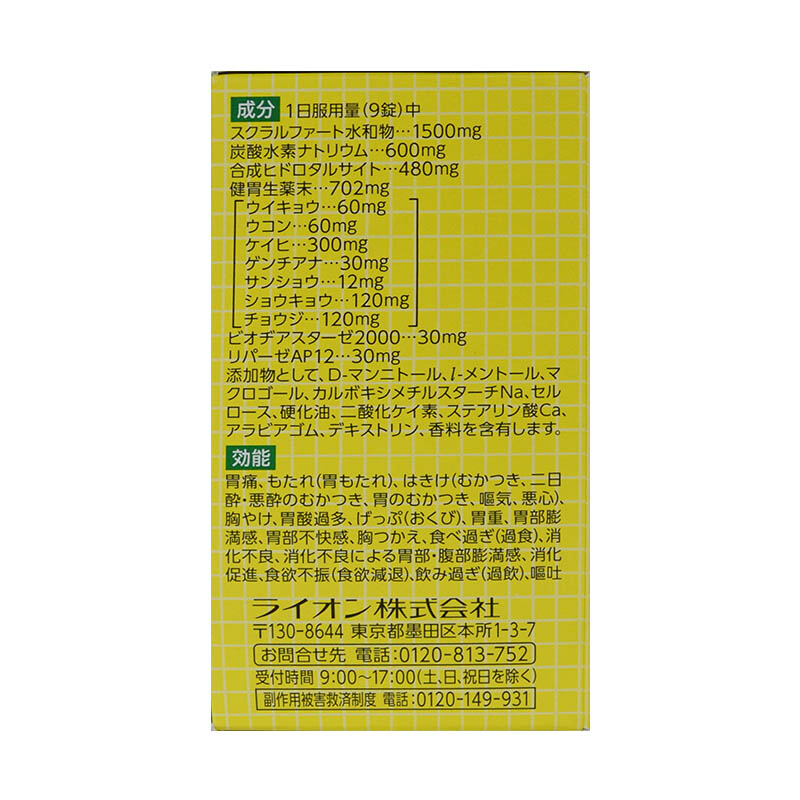 成分 1日服用量(9錠)中
スクラルファート水和物…1500mg
炭酸水素ナトリウム…600mg
合成ヒドロタルサイト…480mg
健胃生薬末…702mg
ウイキョウ…60mg
ウコン…60mg
ケイヒ…300mg
ゲンチアナ…30mg
サンショウ…12mg
ショウキョウ…120mg
チョウジ…120mg
ビオヂアスターゼ2000…30mg
リパーゼAP12…30mg
添加物として、D-マンニトール、l-メントール、マ
クロゴール、カルボキシメチルスターチNa、セル
ロース、硬化油、二酸化ケイ素、ステアリン酸Ca、
アラビアゴム、デキストリン、香料を含有します。
効能
胃痛、もたれ(胃もたれ)、はきけ(むかつき、二日
酔・悪酔のむかつき、胃のむかつき、嘔気、悪心)、
胸やけ、胃酸過多、げっぷ(おくび)、胃重、胃部膨
満感、胃部不快感、胸つかえ、食べ過ぎ(過食)、消
化不良、消化不良による胃部・腹部膨満感、消化
促進、食欲不振(食欲減退)、飲み過ぎ(過飲)、嘔吐
ライオン株式会社
〒130-8644 東京都墨田区本所1-3-7
お問合せ先 電話:0120-813-752
受付時間 9:00～17:00(土、日、祝日を除く)
副作用被害救済制度 電話:0120-149-931